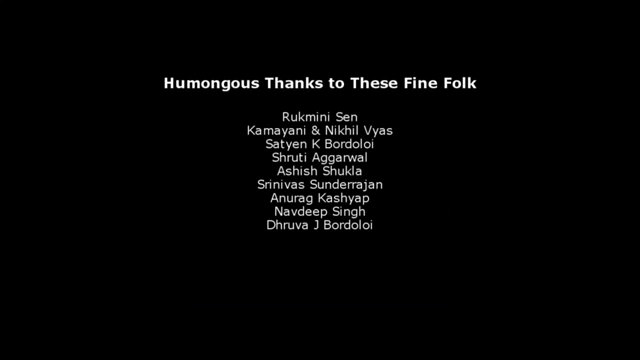 Humongous Thanks to These Fine Folk
Rukmini Sen
Kamayani & Nikhil Vyas
Satyen K Bordoloi
Shruti Aggarwal
Ashish Shukla
Srinivas Sunderrajan
Anurag Kashyap
Navdeep Singh
Dhruva J Bordoloi